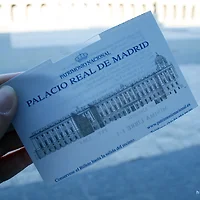 PATRIMONIO NACIONAL
PALACIO REAL DE MADRID
Conserven el billete hasta la salida del recinto
www.patrimonionacional.es